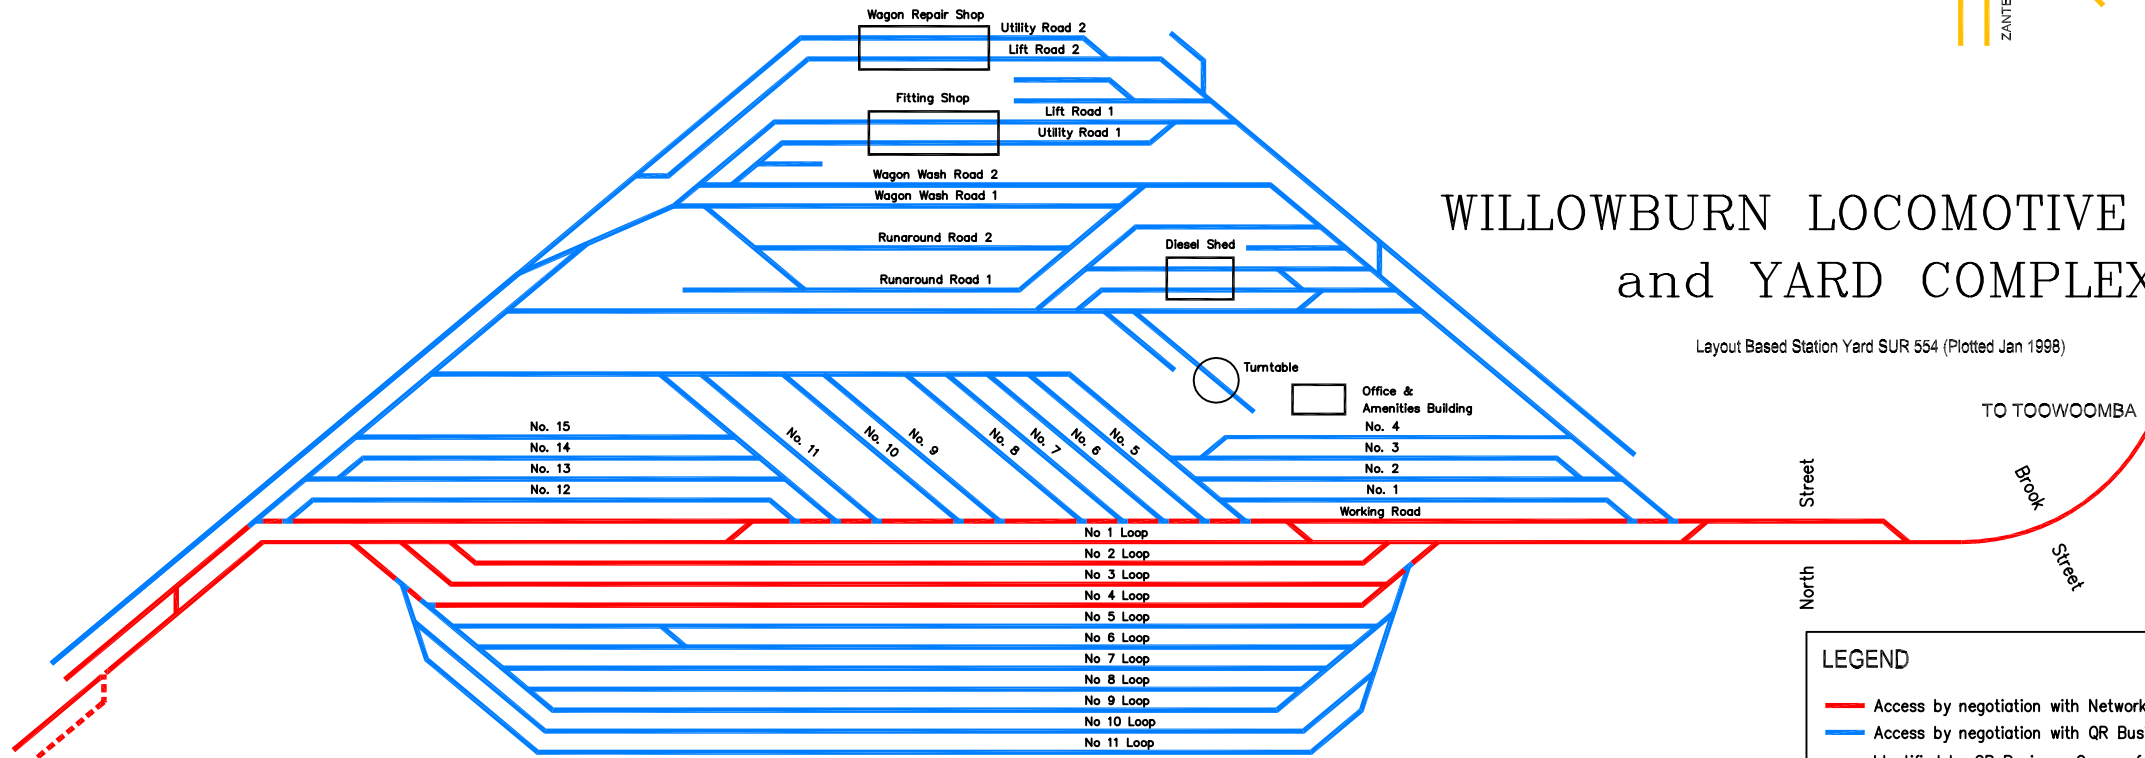 Wagon Repair Shop
Utility Road 2
Lift Road 2
Fitting Shop
Lift Road 1
Utility Road 1
Wagon Wash Road 2
Wagon Wash Road 1
Runaround Road 2
Runaround Road 1
Diesel Shed
WILLOWBURN LOCOMOTIVE
and YARD COMPLEX
Layout Based Station Yard SUR 554 (Plotted Jan 1998)
Turntable
Office &
Amenities Building
TO TOOWOOMBA
No. 15
No. 14
No. 13
No. 12
No. 11
No. 10
No. 9
No. 8
No. 7
No. 6
No. 5
No. 4
No. 3
No. 2
No. 1
Working Road
North Street
Brook Street
No 1 Loop
No 2 Loop
No 3 Loop
No 4 Loop
No 5 Loop
No 6 Loop
No 7 Loop
No 8 Loop
No 9 Loop
No 10 Loop
No 11 Loop
LEGEND
Access by negotiation with Network
Access by negotiation with QR Bus